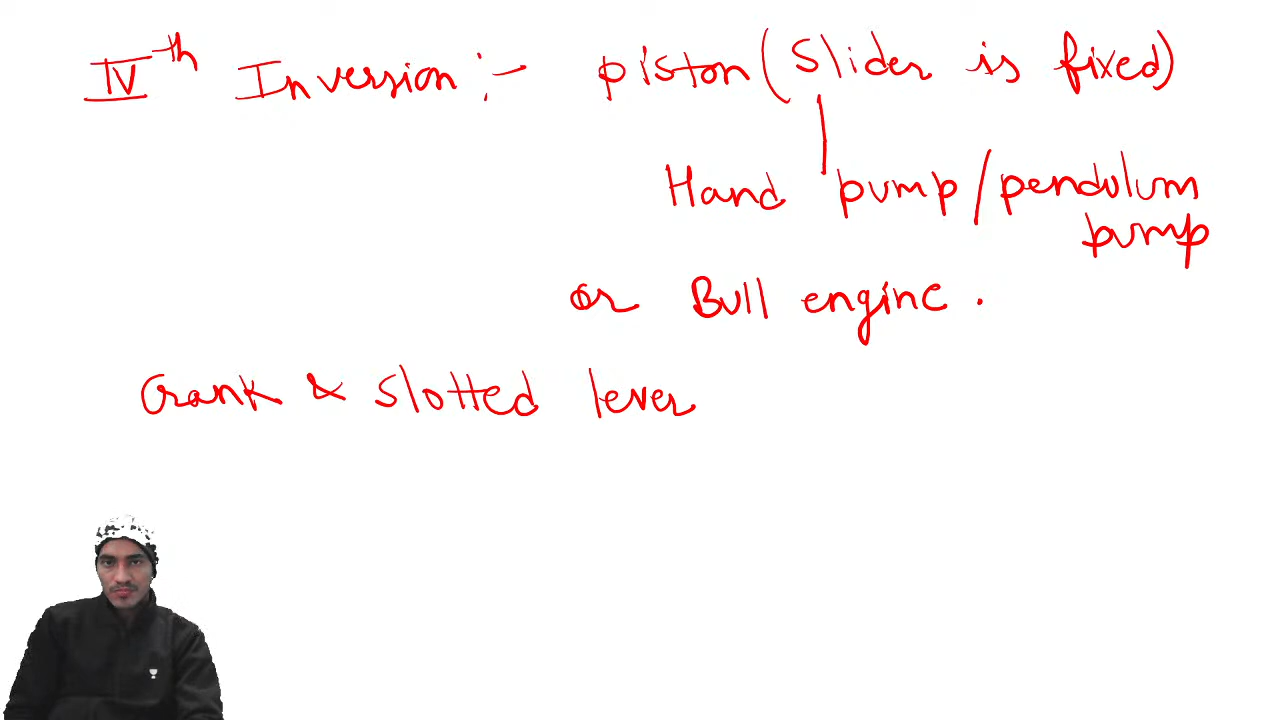 IVth Inversion :- piston (Slider is fixed)
Hand pump / pendulum
pump
or Bull engine .
Crank & slotted lever